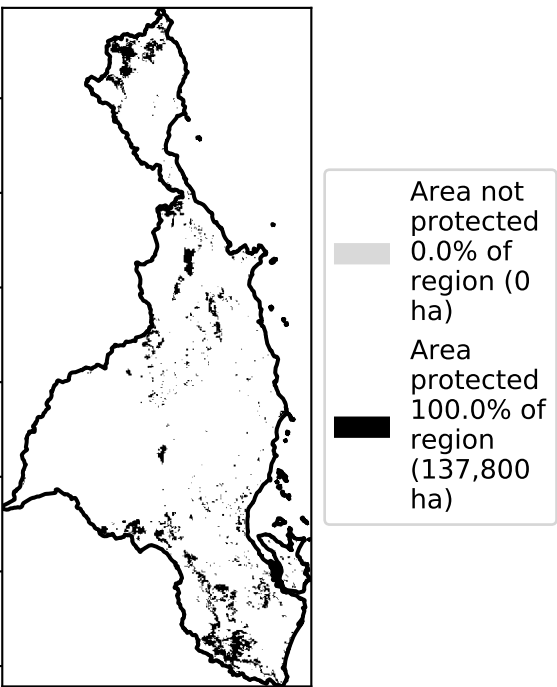 Area not
protected
0.0% of
region (0
ha)
Area
protected
100.0% of
region
(137,800
ha)